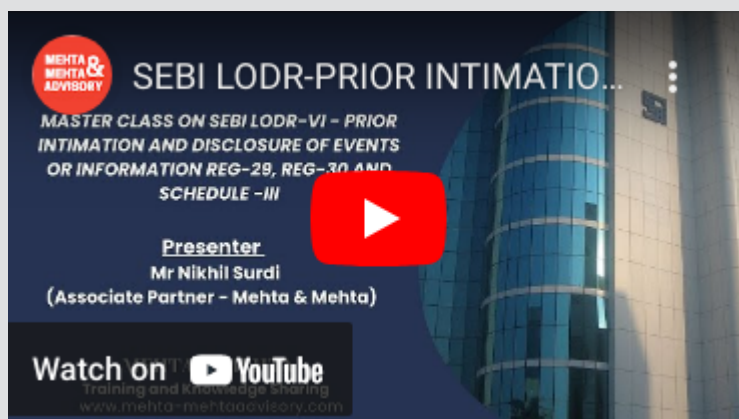 MEHTA & MEHTA ADVISORY
SEBI LODR-PRIOR INTIMATIO...
MASTER CLASS ON SEBI LODR-VI - PRIOR
INTIMATION AND DISCLOSURE OF EVENTS
OR INFORMATION REG-29, REG-30 AND
SCHEDULE -III
Presenter
Mr Nikhil Surdi
(Associate Partner - Mehta & Mehta)
Watch on YouTube
Training and Knowledge Sharing
www.mehta-mehtaadvisory.com